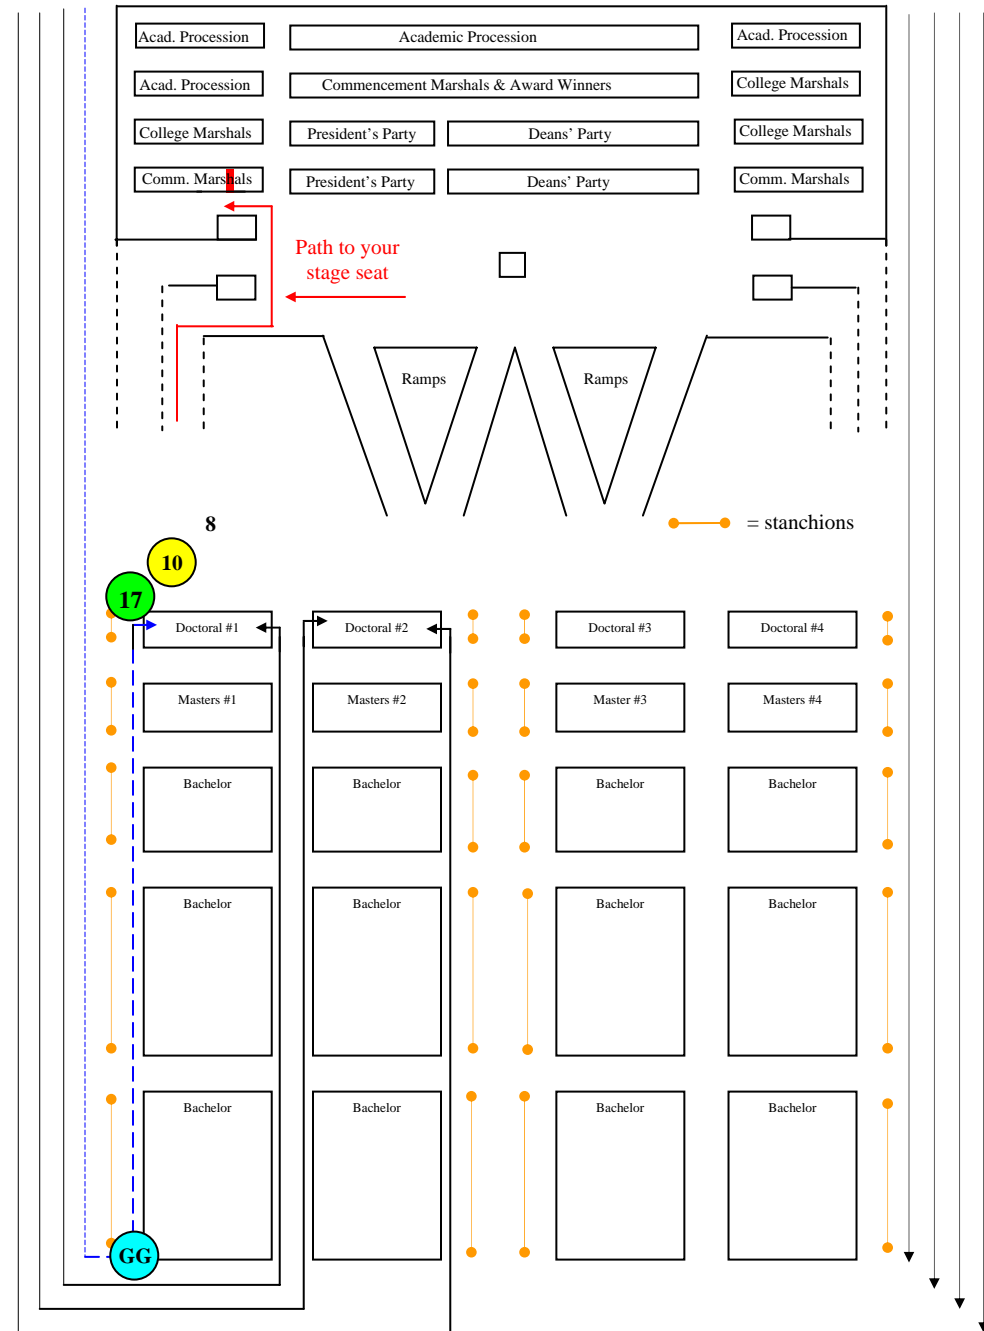 Acad. Procession
Academic Procession
Acad. Procession
Acad. Procession
Commencement Marshals & Award Winners
College Marshals
College Marshals
President's Party
Deans' Party
College Marshals
Comm. Marshals
President's Party
Deans' Party
Comm. Marshals
Path to your
stage seat
Ramps
Ramps
8
= stanchions
10
17
Doctoral #1
Doctoral #2
Doctoral #3
Doctoral #4
Masters #1
Masters #2
Master #3
Masters #4
Bachelor
Bachelor
Bachelor
Bachelor
Bachelor
Bachelor
Bachelor
Bachelor
Bachelor
Bachelor
Bachelor
Bachelor
GG